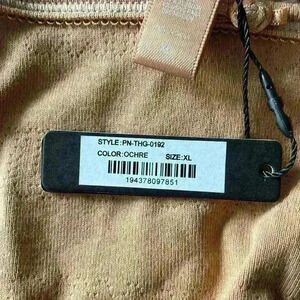 STYLE:PN-THG-0192
COLOR:OCHRE SIZE:XL
194378097851